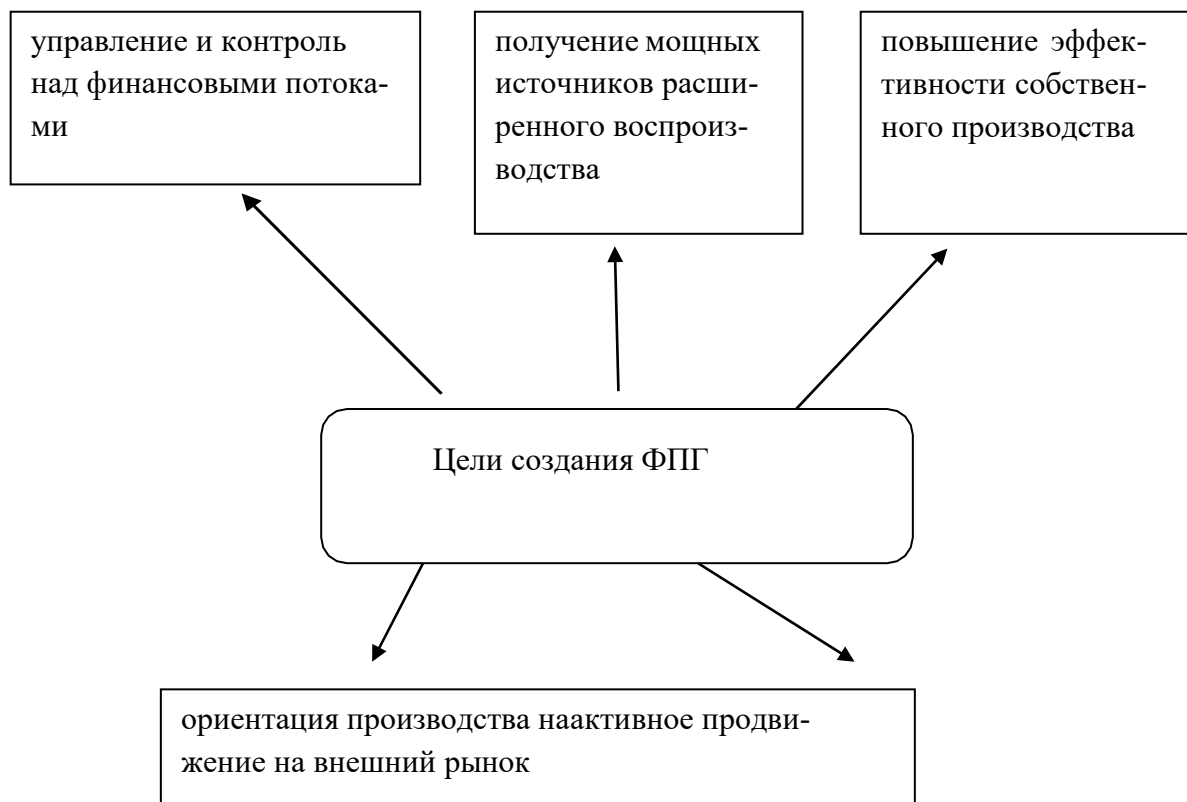 управление и контроль
над финансовыми потока-
ми
получение мощных
источников расши-
ренного воспроиз-
водства
повышение эффек-
тивности собствен-
ного производства
Цели создания ФПГ
ориентация производства наактивное продви-
жение на внешний рынок